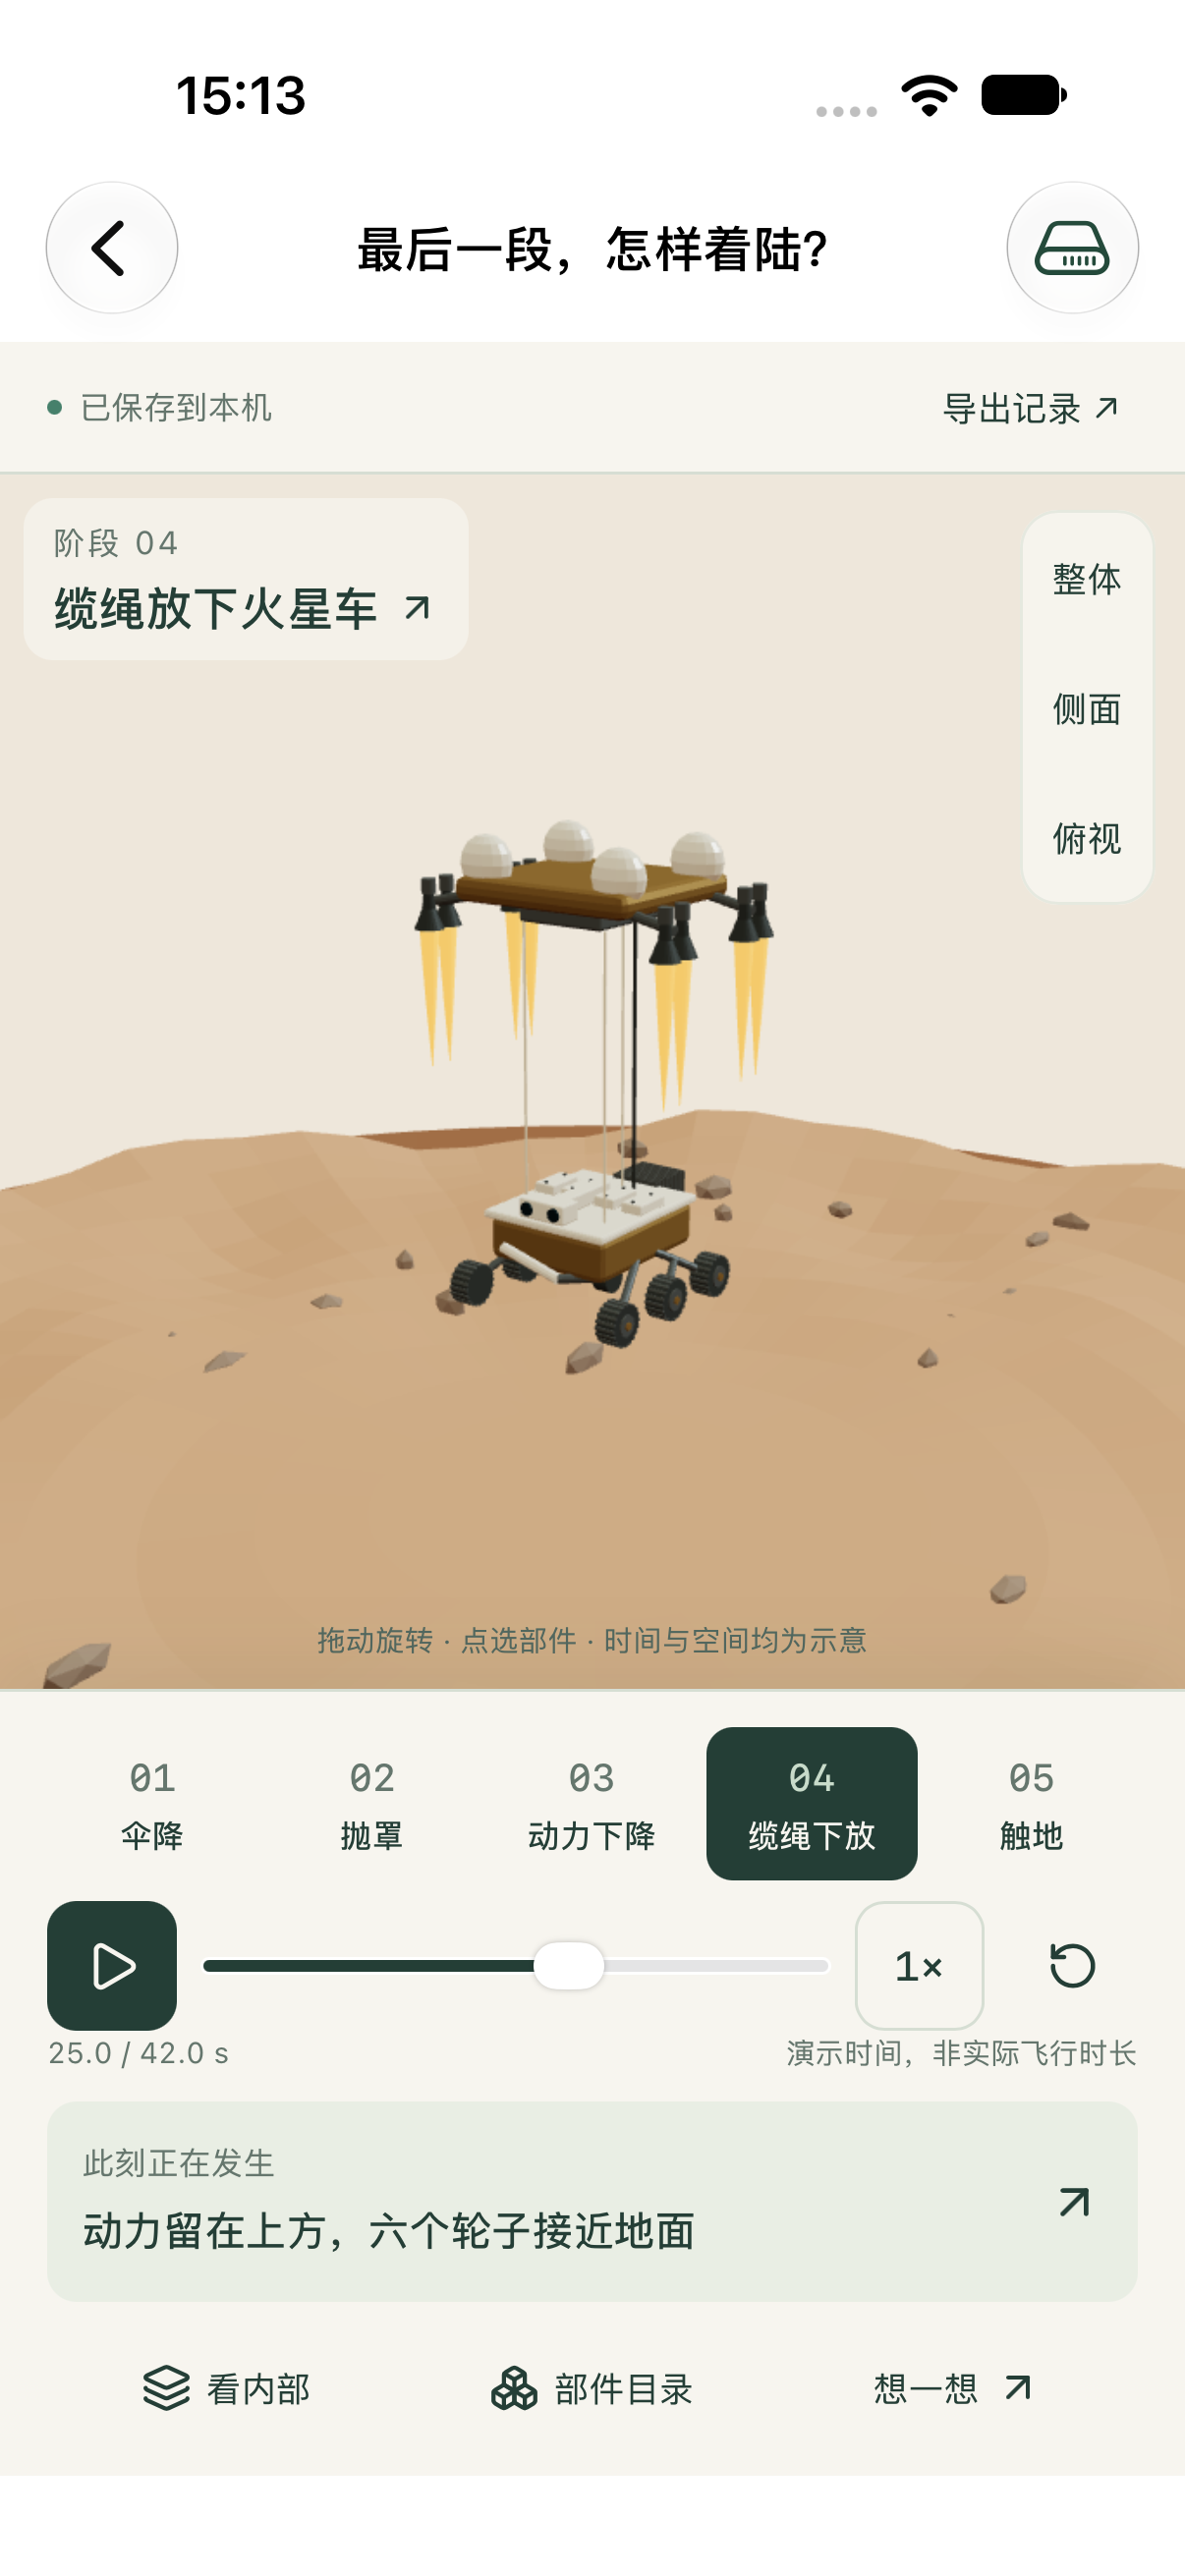 15:13
最后一段，怎样着陆?
已保存到本机
导出记录
阶段 04
缆绳放下火星车
整体
侧面
俯视
拖动旋转 · 点选部件 · 时间与空间均为示意
01 02 03 04 05
伞降 抛罩 动力下降 缆绳下放 触地
1×
25.0 / 42.0 s
演示时间，非实际飞行时长
此刻正在发生
动力留在上方，六个轮子接近地面
看内部 部件目录 想一想